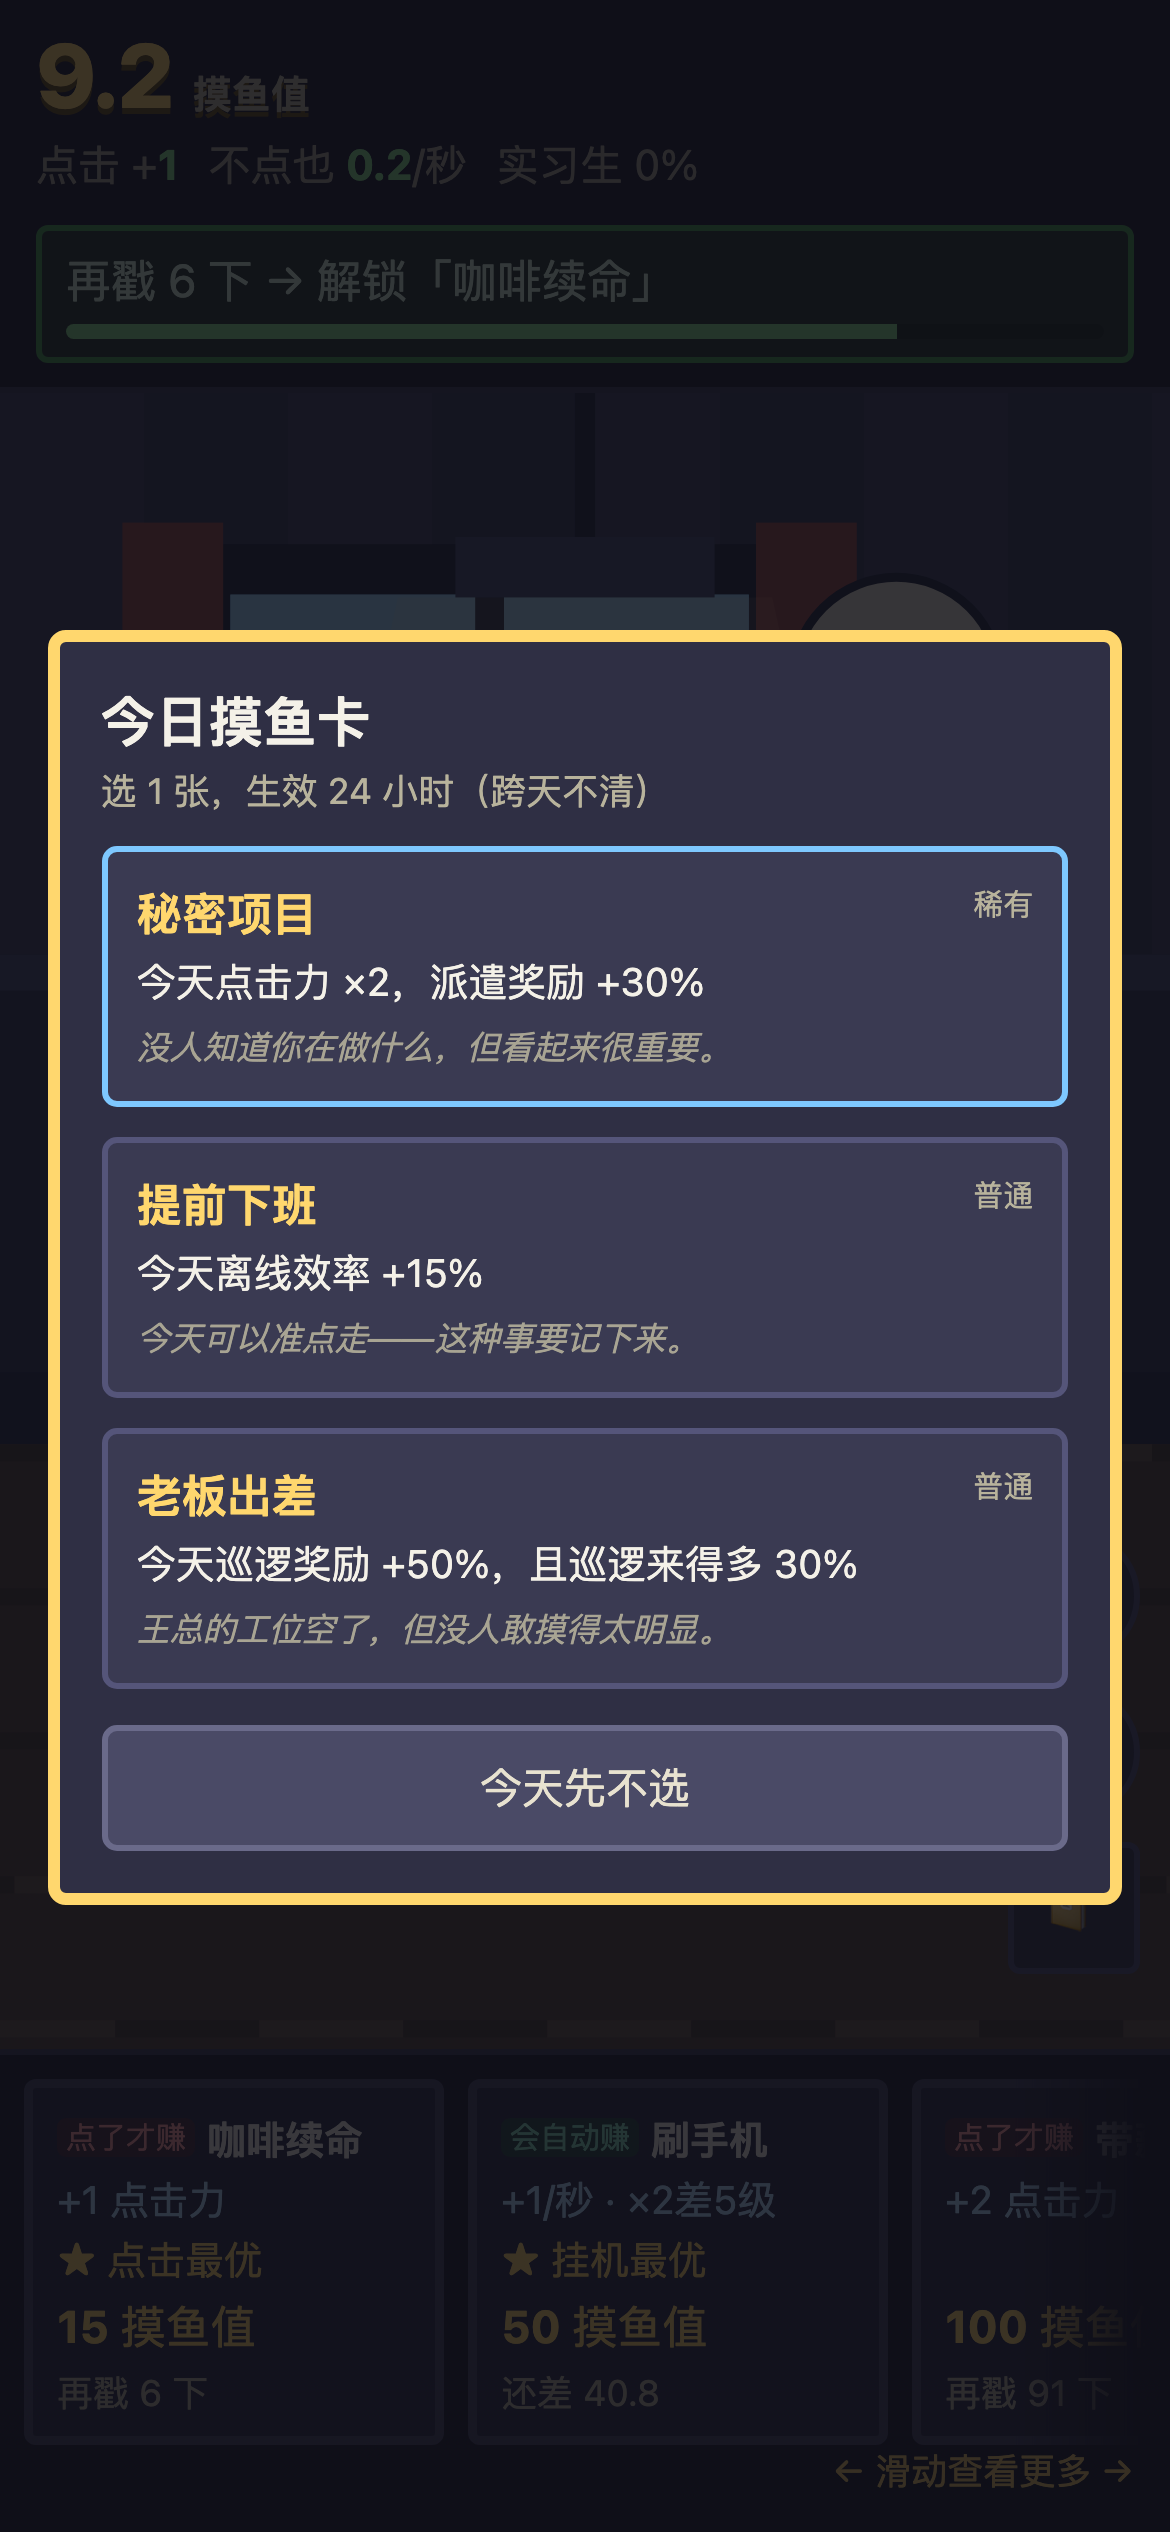 9.2 摸鱼值
点击 +1 不点也 0.2/秒 实习生 0%
再戳 6 下 → 解锁「咖啡续命」
今日摸鱼卡
选 1 张，生效 24 小时（跨天不清）
秘密项目 稀有
今天点击力 ×2，派遣奖励 +30%
没人知道你在做什么，但看起来很重要。
提前下班 普通
今天离线效率 +15%
今天可以准点走——这种事要记下来。
老板出差 普通
今天巡逻奖励 +50%，且巡逻来得多 30%
王总的工位空了，但没人敢摸得太明显。
今天先不选
点了才赚 咖啡续命
+1 点击力
★ 点击最优
15 摸鱼值
再戳 6 下
会自动赚 刷手机
+1/秒 · ×2差5级
★ 挂机最优
50 摸鱼值
还差 40.8
点了才赚 带
+2 点击力
100 摸鱼
再戳 91 下
← 滑动查看更多 →